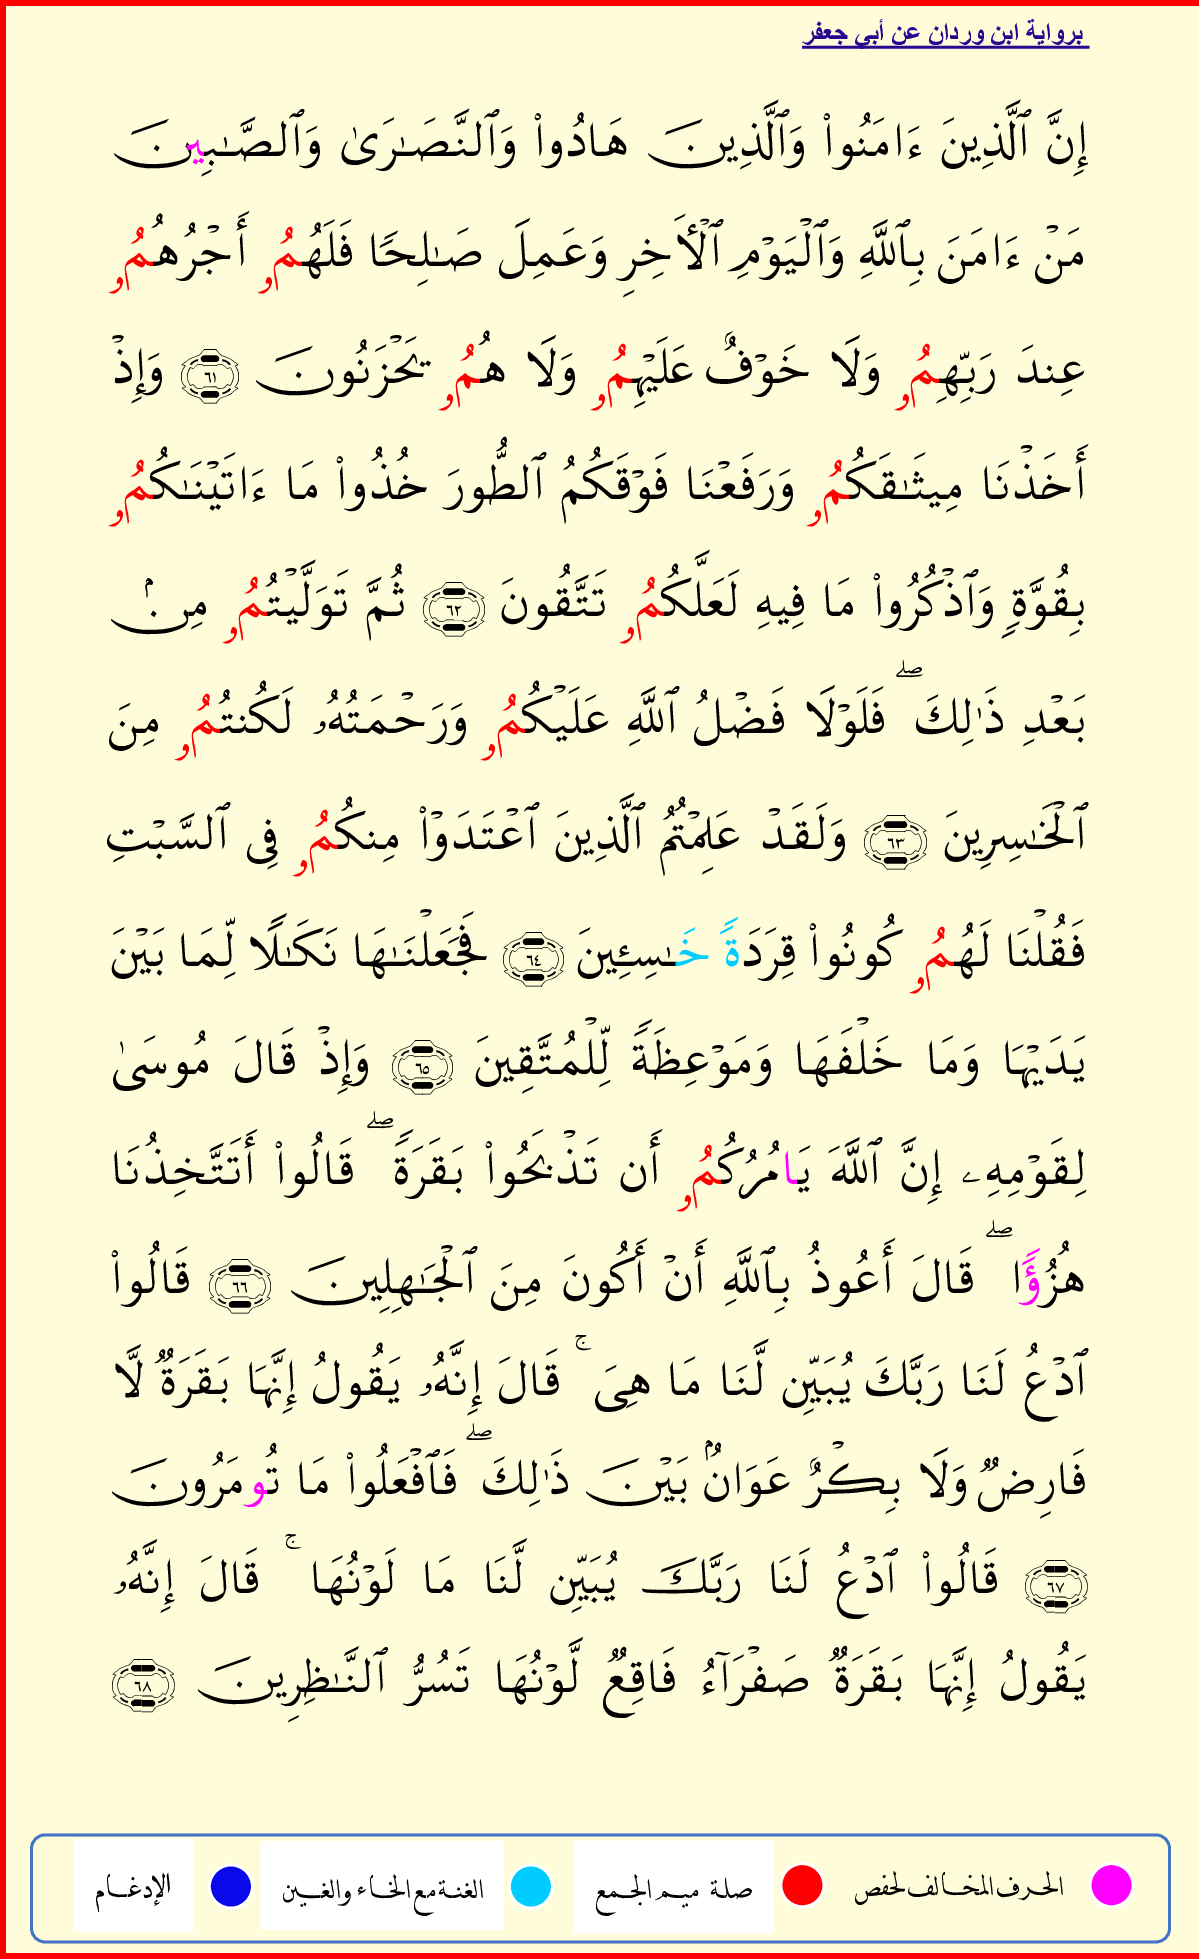 برواية ابن وردان عن أبي جعفر
إِنَّ ٱلَّذِينَ ءَامَنُوا۟ وَٱلَّذِينَ هَادُوا۟ وَٱلنَّصَـٰرَىٰ وَٱلصَّـٰبِينَ
مَنْ ءَامَنَ بِٱللَّهِ وَٱلْيَوْمِ ٱلْأَخِرِ وَعَمِلَ صَـٰلِحًا فَلَهُمُۥ أَجْرُهُمُۥ
عِندَ رَبِّهِمُۥ وَلَا خَوْفٌ عَلَيْهِمُۥ وَلَا هُمُۥ يَحْزَنُونَ ٦١ وَإِذْ
أَخَذْنَا مِيثَـٰقَكُمُۥ وَرَفَعْنَا فَوْقَكُمُ ٱلطُّورَ خُذُوا۟ مَا ءَاتَيْنَـٰكُمُۥ
بِقُوَّةٍ وَٱذْكُرُوا۟ مَا فِيهِ لَعَلَّكُمُۥ تَتَّقُونَ ٦٢ ثُمَّ تَوَلَّيْتُمُۥ مِنۢ
بَعْدِ ذَٰلِكَ ۖ فَلَوْلَا فَضْلُ ٱللَّهِ عَلَيْكُمُۥ وَرَحْمَتُهُۥ لَكُنتُمُۥ مِنَ
ٱلْخَـٰسِرِينَ ٦٣ وَلَقَدْ عَلِمْتُمُ ٱلَّذِينَ ٱعْتَدَوْا۟ مِنكُمُۥ فِى ٱلسَّبْتِ
فَقُلْنَا لَهُمُۥ كُونُوا۟ قِرَدَةً خَـٰسِـِٔينَ ٦٤ فَجَعَلْنَـٰهَا نَكَـٰلًا لِّمَا بَيْنَ
يَدَيْهَا وَمَا خَلْفَهَا وَمَوْعِظَةً لِّلْمُتَّقِينَ ٦٥ وَإِذْ قَالَ مُوسَىٰ
لِقَوْمِهِۦ إِنَّ ٱللَّهَ يَامُرُكُمُۥ أَن تَذْبَحُوا۟ بَقَرَةً ۖ قَالُوا۟ أَتَتَّخِذُنَا
هُزُؤًا ۖ قَالَ أَعُوذُ بِٱللَّهِ أَنْ أَكُونَ مِنَ ٱلْجَـٰهِلِينَ ٦٦ قَالُوا۟
ٱدْعُ لَنَا رَبَّكَ يُبَيِّن لَّنَا مَا هِىَ ۚ قَالَ إِنَّهُۥ يَقُولُ إِنَّهَا بَقَرَةٌ لَّا
فَارِضٌ وَلَا بِكْرٌ عَوَانٌۢ بَيْنَ ذَٰلِكَ ۖ فَٱفْعَلُوا۟ مَا تُومَرُونَ
٦٧ قَالُوا۟ ٱدْعُ لَنَا رَبَّكَ يُبَيِّن لَّنَا مَا لَوْنُهَا ۚ قَالَ إِنَّهُۥ
يَقُولُ إِنَّهَا بَقَرَةٌ صَفْرَآءُ فَاقِعٌ لَّوْنُهَا تَسُرُّ ٱلنَّـٰظِرِينَ ٦٨
الحرف المخالف لحفص صلة ميم الجمع الغنة مع الخاء والغين الإدغام